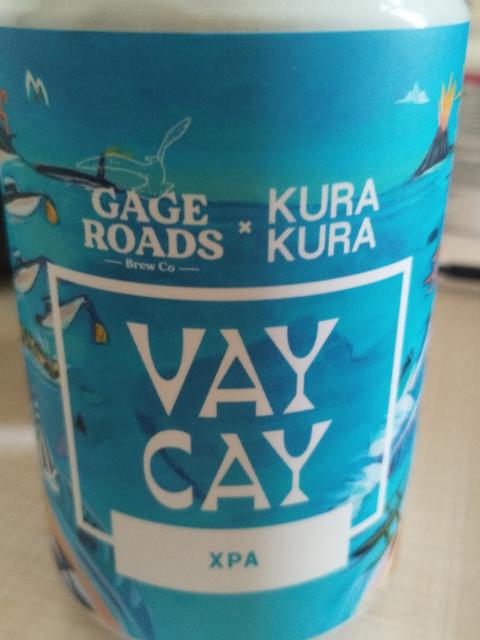 GAGE
ROADS
Brew Co
×
KURA
KURA
VAY
CAY
XPA